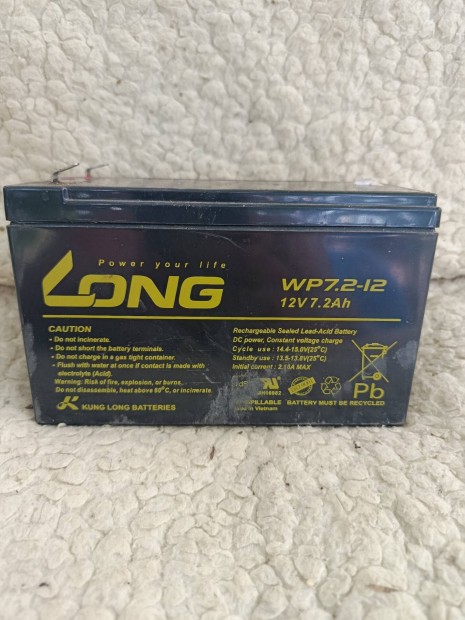 Power your life
LONG
WP7.2-12
12V 7.2Ah
CAUTION
- Do not incinerate.
- Do not short the battery terminals.
- Do not charge in a gas tight container.
- Flush with water at once if contact is made with
electrolyte (Acid).
Warning: Risk of fire, explosion, or burns.
Do not disassemble, heat above 60°C, or incinerate.
KUNG LONG BATTERIES
Rechargeable Sealed Lead-Acid Battery
DC power, Constant voltage charge
Cycle use : 14.4-15.0V(25°C)
Standby use : 13.5-13.8V(25°C)
Initial current : 2.16A MAX
Pb
BATTERY MUST BE RECYCLED
in Vietnam